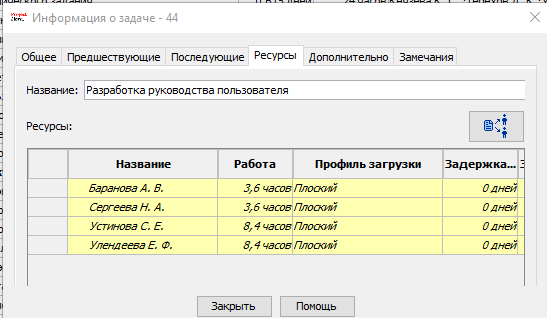 Информация о задаче - 44
Общее Предшествующие Последующие Ресурсы Дополнительно Замечания
Название: Разработка руководства пользователя
Ресурсы:
Название Работа Профиль загрузки Задержка...
Баранова А. В. 3,6 часов Плоский 0 дней
Сергеева Н. А. 3,6 часов Плоский 0 дней
Устинова С. Е. 8,4 часов Плоский 0 дней
Улендеева Е. Ф. 8,4 часов Плоский 0 дней
Закрыть Помощь